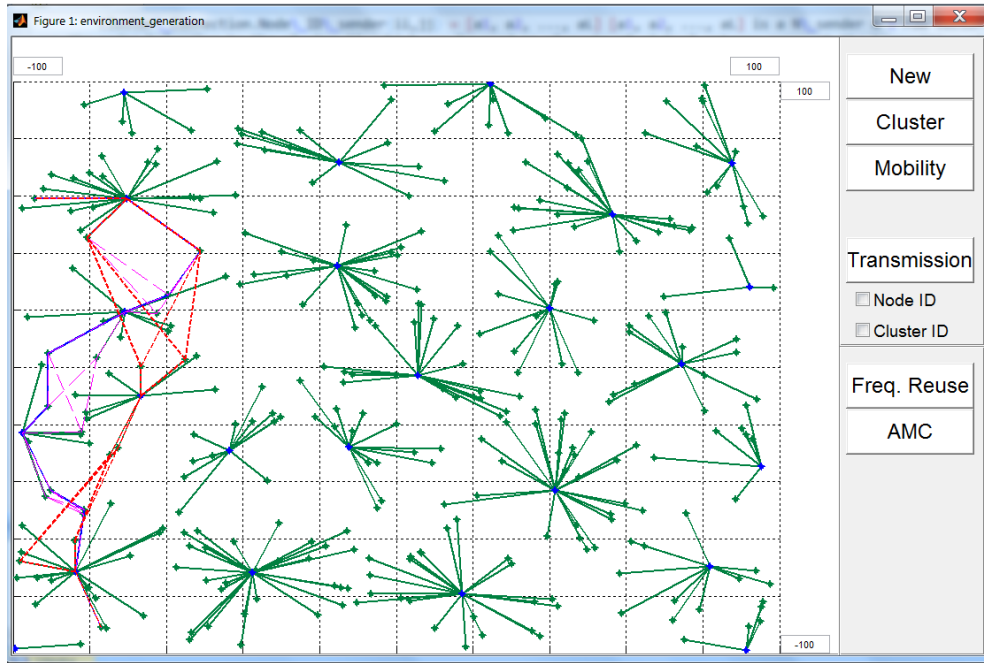 Figure 1: environment_generation
-100
100
100
-100
New
Cluster
Mobility
Transmission
Node ID
Cluster ID
Freq. Reuse
AMC